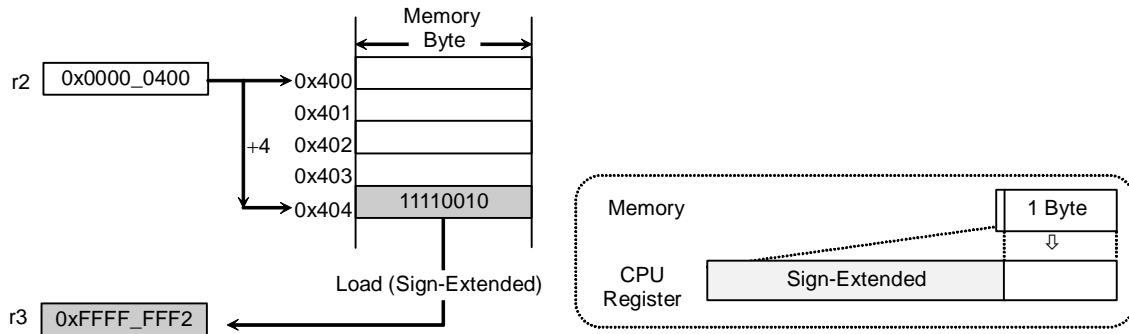 Memory
Byte
r2 0x0000_0400
0x400
0x401
+4
0x402
0x403
0x404 11110010
Load (Sign-Extended)
r3 0xFFFF_FFF2
Memory 1 Byte
⇩
CPU
Register
Sign-Extended